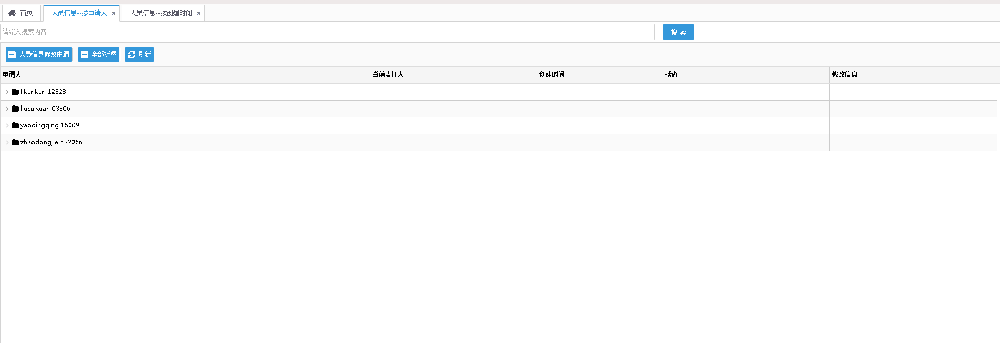 首页 人员信息--按申请人 人员信息--按创建时间
请输入搜索内容 搜 索
人员信息修改申请 全部折叠 刷新
申请人 当前责任人 创建时间 状态 修改信息
likunkun 12328
liucaixuan 03806
yaoqingqing 15009
zhaodongjie YS2066